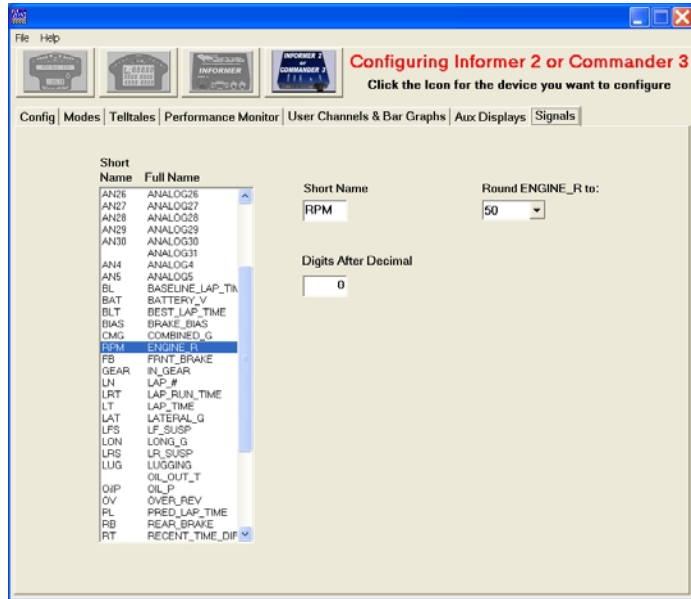 File Help
INFORMER
INFORMER 2
or
COMMANDER 3
Configuring Informer 2 or Commander 3
Click the Icon for the device you want to configure
Config Modes Telltales Performance Monitor User Channels & Bar Graphs Aux Displays Signals
Short
Name Full Name
AN26 ANALOG26
AN27 ANALOG27
AN28 ANALOG28
AN29 ANALOG29
AN30 ANALOG30
ANALOG31
AN4 ANALOG4
AN5 ANALOG5
BL BASELINE_LAP_TIN
BAT BATTERY_V
BLT BEST_LAP_TIME
BIAS BRAKE_BIAS
CMG COMBINED_G
RPM ENGINE_R
FB FRNT_BRAKE
GEAR IN_GEAR
LN LAP_#
LRT LAP_RUN_TIME
LT LAP_TIME
LAT LATERAL_G
LFS LF_SUSP
LON LONG_G
LRS LR_SUSP
LUG LUGGING
OIL_OUT_T
OilP OIL_P
OV OVER_REV
PL PRED_LAP_TIME
RB REAR_BRAKE
RT RECENT_TIME_DIF
Short Name
RPM
Round ENGINE_R to:
50
Digits After Decimal
0